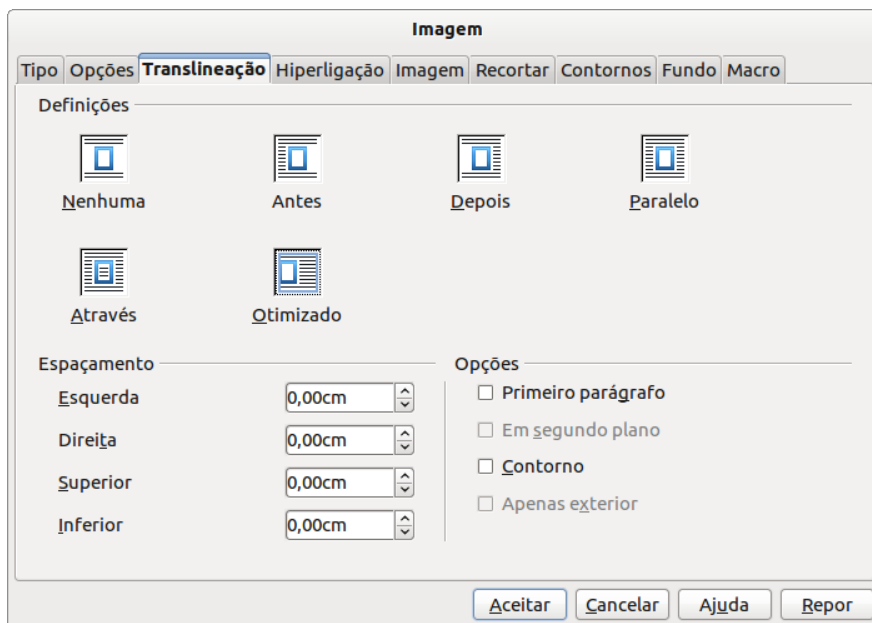 Imagem
Tipo Opções Translineação Hiperligação Imagem Recortar Contornos Fundo Macro
Definições
Nenhuma Antes Depois Paralelo
Através Otimizado
Espaçamento Opções
Esquerda 0,00cm Primeiro parágrafo
Direita 0,00cm Em segundo plano
Superior 0,00cm Contorno
Inferior 0,00cm Apenas exterior
Aceitar Cancelar Ajuda Repor